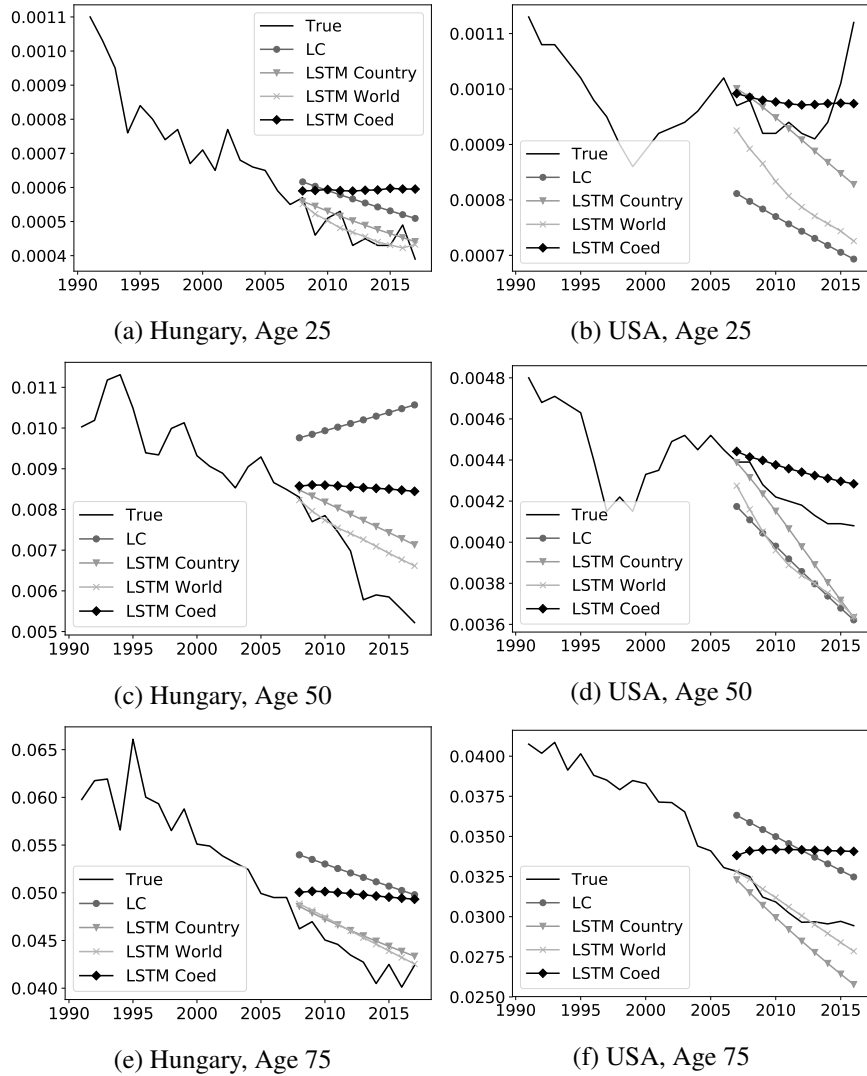 0.0011
0.0010
0.0009
0.0008
0.0007
0.0006
0.0005
0.0004
1990 1995 2000 2005 2010 2015
True
LC
LSTM Country
LSTM World
LSTM Coed
(a) Hungary, Age 25
0.0011
0.0010
0.0009
0.0008
0.0007
1990 1995 2000 2005 2010 2015
True
LC
LSTM Country
LSTM World
LSTM Coed
(b) USA, Age 25
0.011
0.010
0.009
0.008
0.007
0.006
0.005
1990 1995 2000 2005 2010 2015
True
LC
LSTM Country
LSTM World
LSTM Coed
(c) Hungary, Age 50
0.0048
0.0046
0.0044
0.0042
0.0040
0.0038
0.0036
1990 1995 2000 2005 2010 2015
True
LC
LSTM Country
LSTM World
LSTM Coed
(d) USA, Age 50
0.065
0.060
0.055
0.050
0.045
0.040
1990 1995 2000 2005 2010 2015
True
LC
LSTM Country
LSTM World
LSTM Coed
(e) Hungary, Age 75
0.0400
0.0375
0.0350
0.0325
0.0300
0.0275
0.0250
1990 1995 2000 2005 2010 2015
True
LC
LSTM Country
LSTM World
LSTM Coed
(f) USA, Age 75